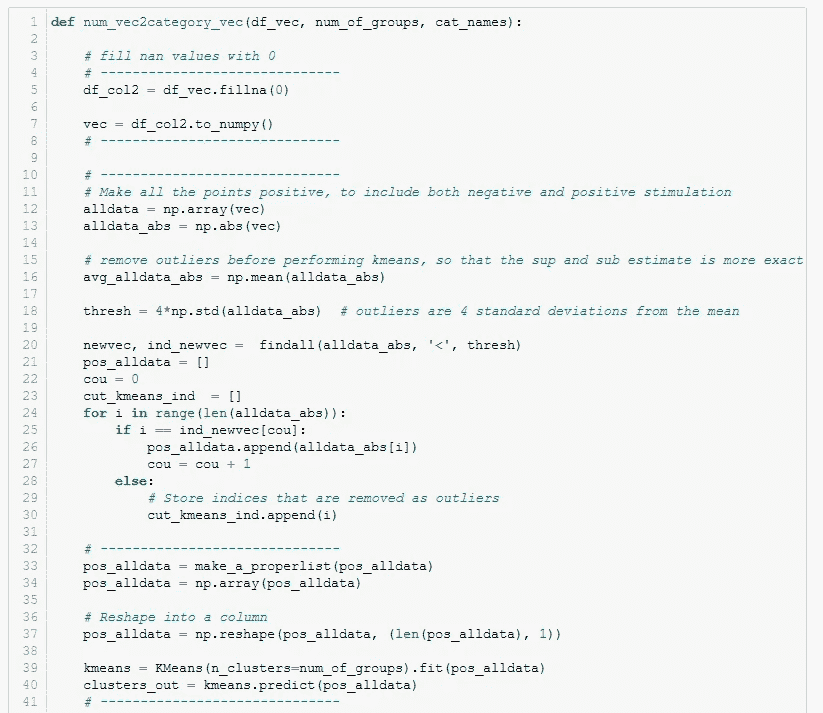 1 def num_vec2category_vec(df_vec, num_of_groups, cat_names):
2
3 # fill nan values with 0
4 # ------------------------------
5 df_col2 = df_vec.fillna(0)
6
7 vec = df_col2.to_numpy()
8 # ------------------------------
9
10 # ------------------------------
11 # Make all the points positive, to include both negative and positive stimulation
12 alldata = np.array(vec)
13 alldata_abs = np.abs(vec)
14
15 # remove outliers before performing kmeans, so that the sup and sub estimate is more exact
16 avg_alldata_abs = np.mean(alldata_abs)
17
18 thresh = 4*np.std(alldata_abs)  # outliers are 4 standard deviations from the mean
19
20 newvec, ind_newvec =  findall(alldata_abs, '<', thresh)
21 pos_alldata = []
22 cou = 0
23 cut_kmeans_ind  = []
24 for i in range(len(alldata_abs)):
25 if i == ind_newvec[cou]:
26 pos_alldata.append(alldata_abs[i])
27 cou = cou + 1
28 else:
29 # Store indices that are removed as outliers
30 cut_kmeans_ind.append(i)
31
32 # ------------------------------
33 pos_alldata = make_a_properlist(pos_alldata)
34 pos_alldata = np.array(pos_alldata)
35
36 # Reshape into a column
37 pos_alldata = np.reshape(pos_alldata, (len(pos_alldata), 1))
38
39 kmeans = KMeans(n_clusters=num_of_groups).fit(pos_alldata)
40 clusters_out = kmeans.predict(pos_alldata)
41 # ------------------------------